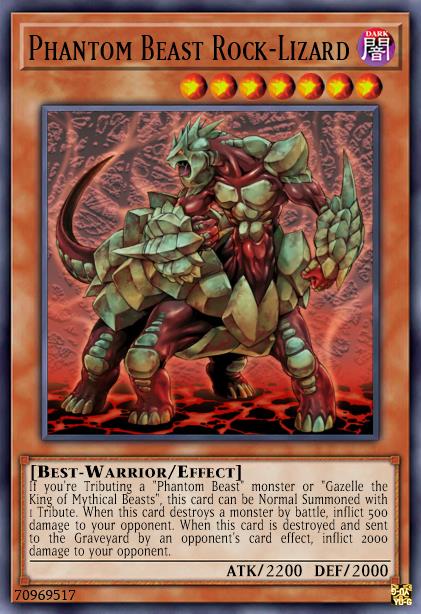 PHANTOM BEAST ROCK-LIZARD
DARK
闇
[BEST-WARRIOR/EFFECT]
If you're Tributing a "Phantom Beast" monster or "Gazelle the
King of Mythical Beasts", this card can be Normal Summoned with
1 Tribute. When this card destroys a monster by battle, inflict 500
damage to your opponent. When this card is destroyed and sent
to the Graveyard by an opponent's card effect, inflict 2000
damage to your opponent.
ATK/2200 DEF/2000
70969517